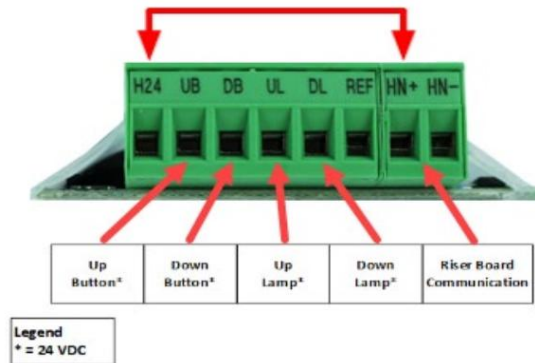 H24 UB DB UL DL REF HN+ HN-
Up
Button*
Down
Button*
Up
Lamp*
Down
Lamp*
Riser Board
Communication
Legend
* = 24 VDC